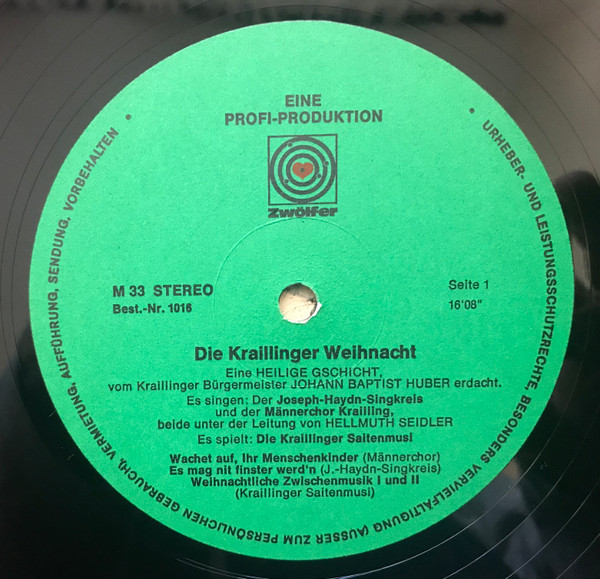 EINE
PROFI-PRODUKTION
Zwölfer
M 33 STEREO
Best.-Nr. 1016
Seite 1
16'08"
Die Kraillinger Weihnacht
Eine HEILIGE GSCHICHT,
vom Kraillinger Bürgermeister JOHANN BAPTIST HUBER erdacht.
Es singen: Der Joseph-Haydn-Singkreis
und der Männerchor Krailling,
beide unter der Leitung von HELLMUTH SEIDLER
Es spielt: Die Kraillinger Saitenmusi
Wachet auf, Ihr Menschenkinder (Männerchor)
Es mag nit finster werd'n (J.-Haydn-Singkreis)
Weihnachtliche Zwischenmusik I und II
(Kraillinger Saitenmusi)
• URHEBER- UND LEISTUNGSSCHUTZRECHTE, BESONDERS VERVIELFÄLTIGUNG (AUSSER ZUM PERSÖNLICHEN GEBRAUCH), VERMIETUNG, AUFFÜHRUNG, SENDUNG, VORBEHALTEN •